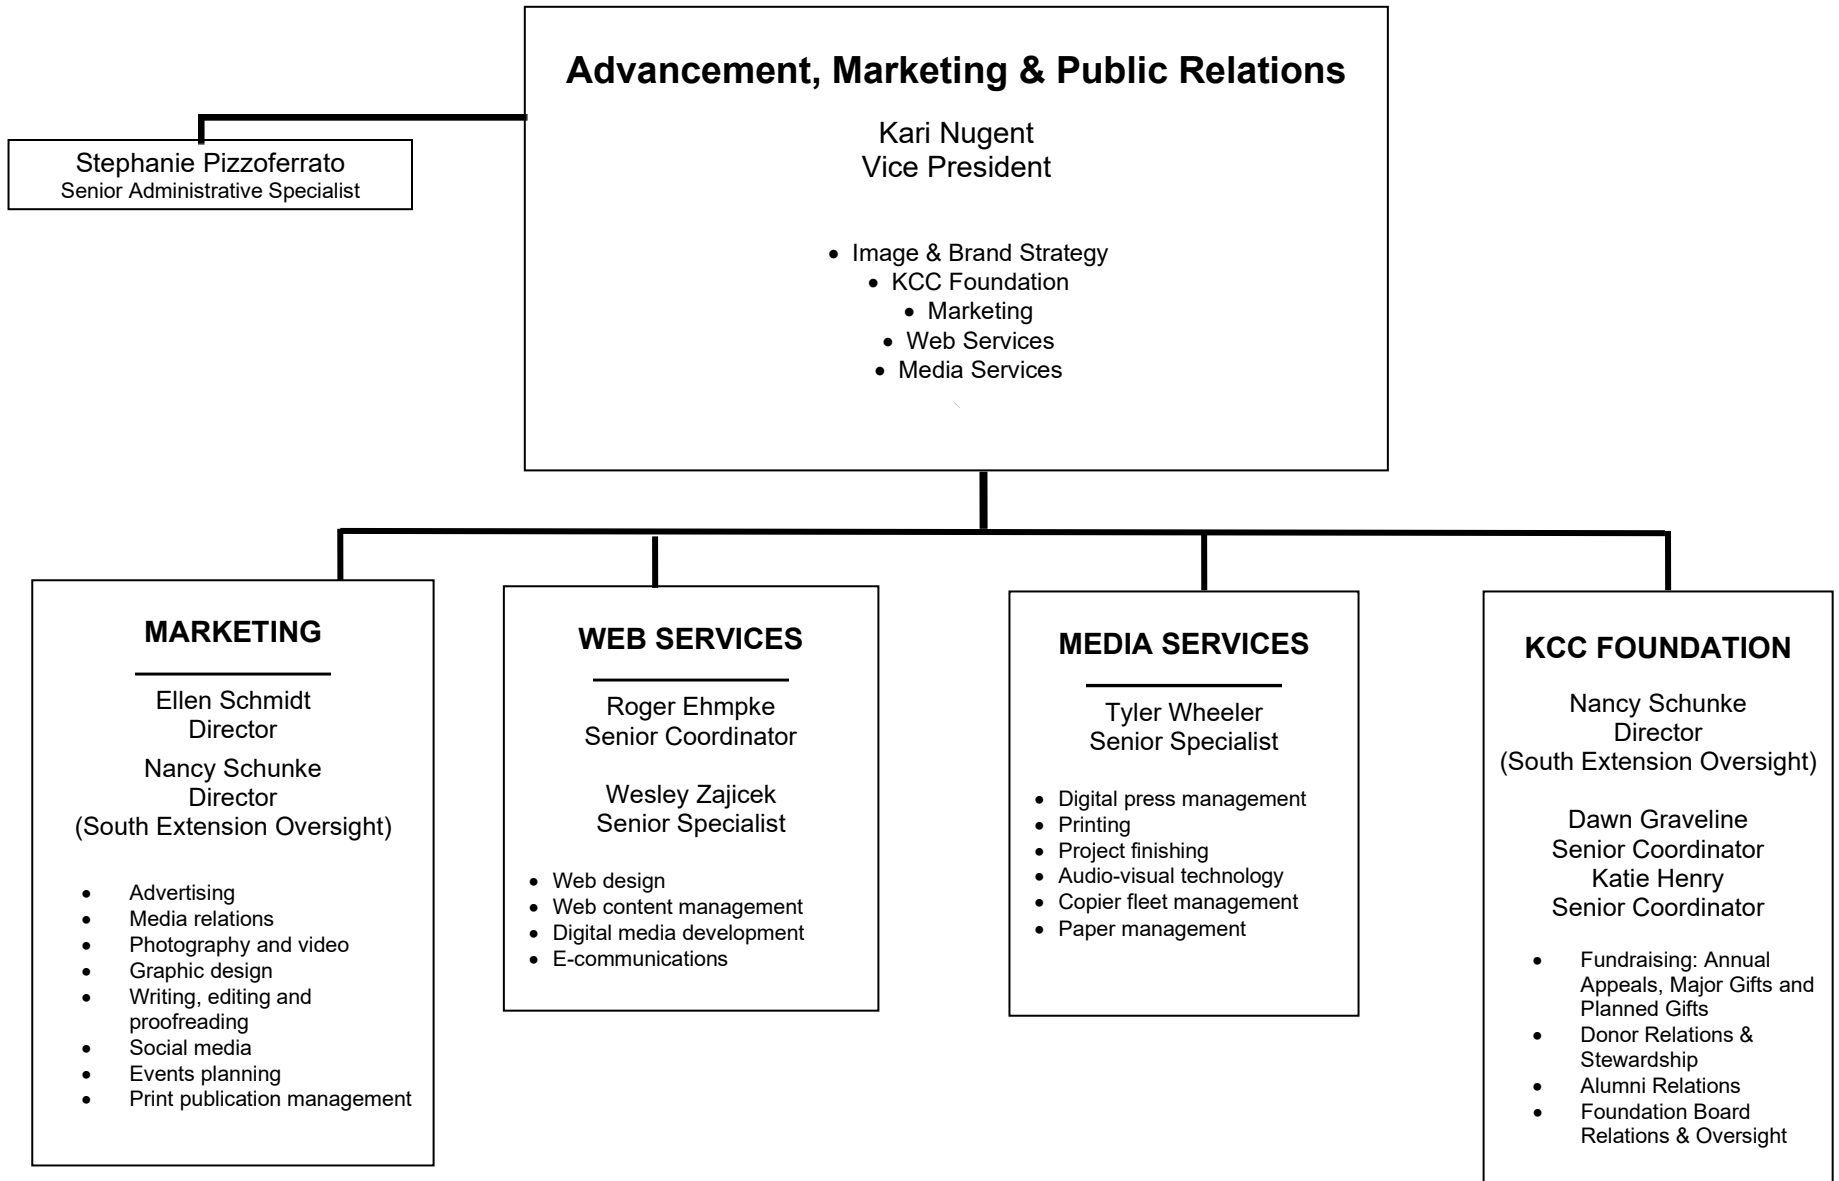 Advancement, Marketing & Public Relations
Kari Nugent
Vice President
• Image & Brand Strategy
• KCC Foundation
• Marketing
• Web Services
• Media Services
Stephanie Pizzoferrato
Senior Administrative Specialist
MARKETING
Ellen Schmidt
Director
Nancy Schunke
Director
(South Extension Oversight)
• Advertising
• Media relations
• Photography and video
• Graphic design
• Writing, editing and
proofreading
• Social media
• Events planning
• Print publication management
WEB SERVICES
Roger Ehmpke
Senior Coordinator
Wesley Zajicek
Senior Specialist
• Web design
• Web content management
• Digital media development
• E-communications
MEDIA SERVICES
Tyler Wheeler
Senior Specialist
• Digital press management
• Printing
• Project finishing
• Audio-visual technology
• Copier fleet management
• Paper management
KCC FOUNDATION
Nancy Schunke
Director
(South Extension Oversight)
Dawn Graveline
Senior Coordinator
Katie Henry
Senior Coordinator
• Fundraising: Annual
Appeals, Major Gifts and
Planned Gifts
• Donor Relations &
Stewardship
• Alumni Relations
• Foundation Board
Relations & Oversight